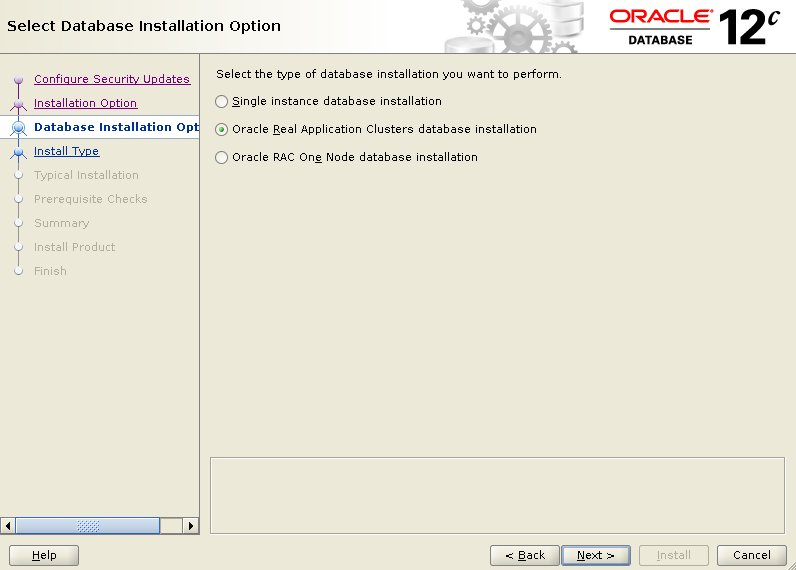 Select Database Installation Option
ORACLE®
DATABASE
12c
Configure Security Updates
Installation Option
Database Installation Opt
Install Type
Typical Installation
Prerequisite Checks
Summary
Install Product
Finish
Select the type of database installation you want to perform.
Single instance database installation
Oracle Real Application Clusters database installation
Oracle RAC One Node database installation
Help
< Back
Next >
Install
Cancel